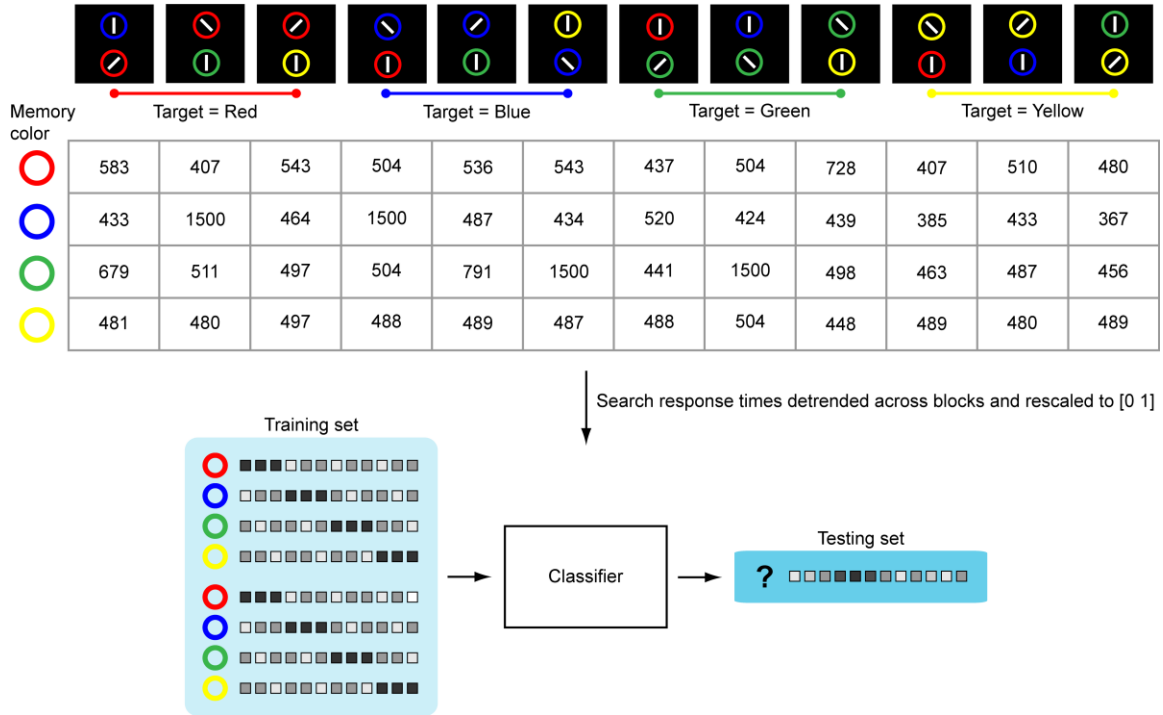 Target = Red Target = Blue Target = Green Target = Yellow
Memory
color
583 407 543 504 536 543 437 504 728 407 510 480
433 1500 464 1500 487 434 520 424 439 385 433 367
679 511 497 504 791 1500 441 1500 498 463 487 456
481 480 497 488 489 487 488 504 448 489 480 489
Search response times detrended across blocks and rescaled to [0 1]
Training set
Classifier
Testing set
?